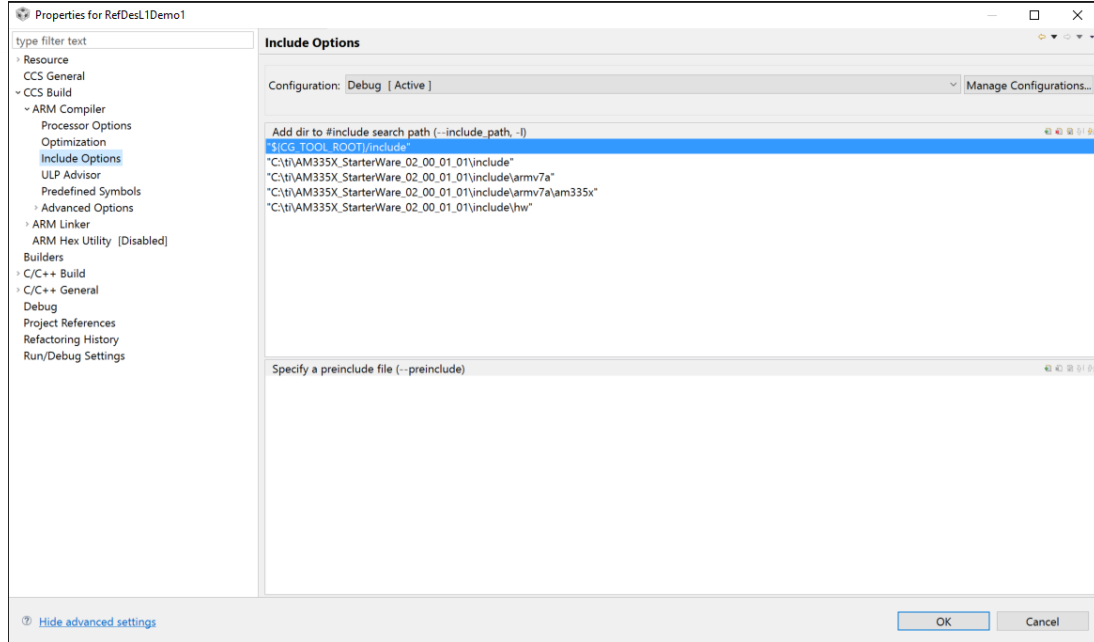 Properties for RefDesL1Demo1
type filter text
Resource
CCS General
CCS Build
ARM Compiler
Processor Options
Optimization
Include Options
ULP Advisor
Predefined Symbols
Advanced Options
ARM Linker
ARM Hex Utility [Disabled]
Builders
C/C++ Build
C/C++ General
Debug
Project References
Refactoring History
Run/Debug Settings
Include Options
Configuration: Debug [ Active ]
Manage Configurations...
Add dir to #include search path (--include_path, -I)
"${CG_TOOL_ROOT}/include"
"C:\ti\AM335X_StarterWare_02_00_01_01\include"
"C:\ti\AM335X_StarterWare_02_00_01_01\include\armv7a"
"C:\ti\AM335X_StarterWare_02_00_01_01\include\armv7a\am335x"
"C:\ti\AM335X_StarterWare_02_00_01_01\include\hw"
Specify a preinclude file (--preinclude)
Hide advanced settings
OK
Cancel